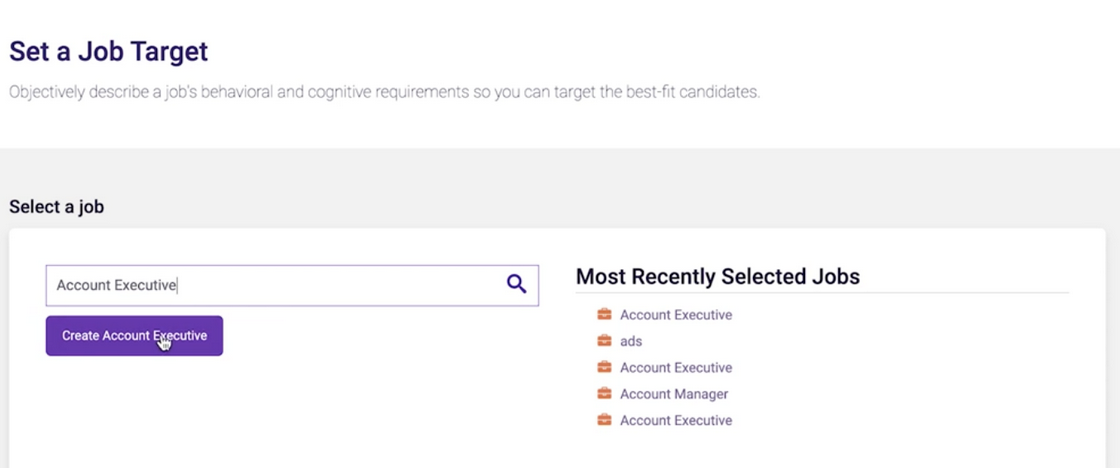 Set a Job Target
Objectively describe a job's behavioral and cognitive requirements so you can target the best-fit candidates.
Select a job
Account Executive
Create Account Executive
Most Recently Selected Jobs
Account Executive
ads
Account Executive
Account Manager
Account Executive